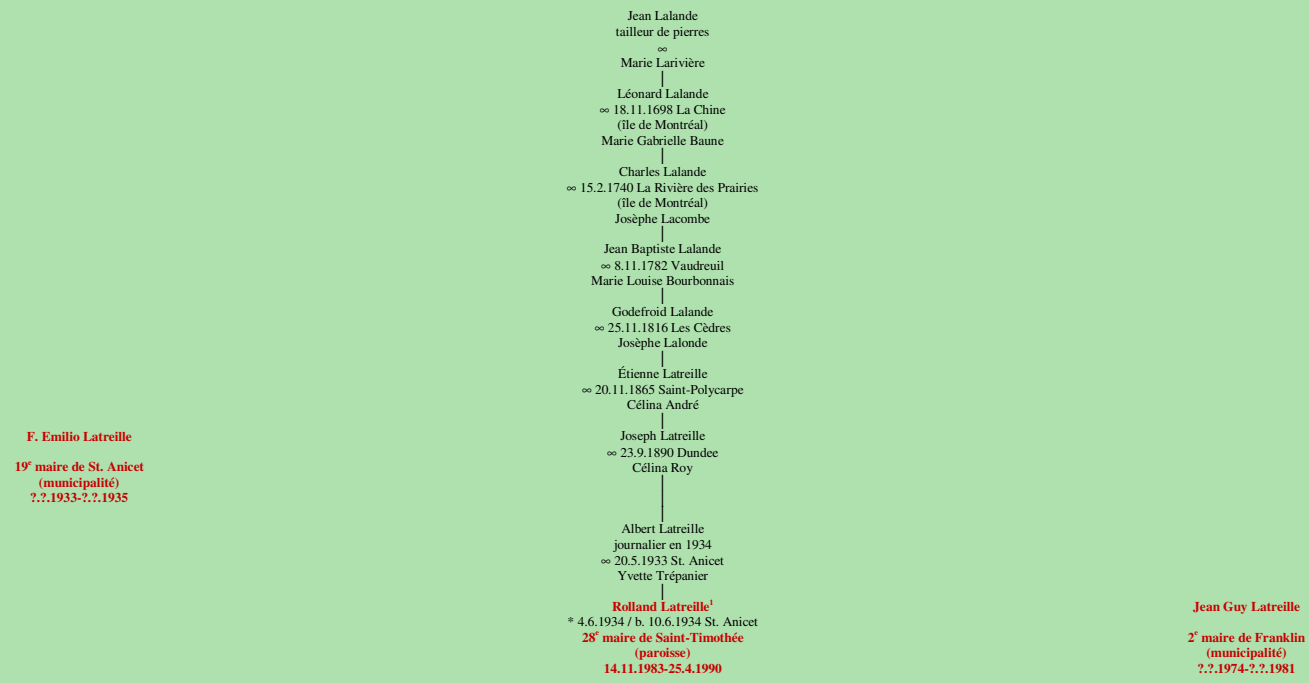 Jean Lalande
tailleur de pierres
∞
Marie Larivière
Léonard Lalande
∞ 18.11.1698 La Chine
(île de Montréal)
Marie Gabrielle Baune
Charles Lalande
∞ 15.2.1740 La Rivière des Prairies
(île de Montréal)
Josèphe Lacombe
Jean Baptiste Lalande
∞ 8.11.1782 Vaudreuil
Marie Louise Bourbonnais
Godefroid Lalande
∞ 25.11.1816 Les Cèdres
Josèphe Lalonde
Étienne Latreille
∞ 20.11.1865 Saint-Polycarpe
Célina André
Joseph Latreille
∞ 23.9.1890 Dundee
Célina Roy
F. Emilio Latreille
19e maire de St. Anicet
(municipalité)
?.?.1933-?.?.1935
Albert Latreille
journalier en 1934
∞ 20.5.1933 St. Anicet
Yvette Trépanier
Rolland Latreille1
* 4.6.1934 / b. 10.6.1934 St. Anicet
28e maire de Saint-Timothée
(paroisse)
14.11.1983-25.4.1990
Jean Guy Latreille
2e maire de Franklin
(municipalité)
?.?.1974-?.?.1981